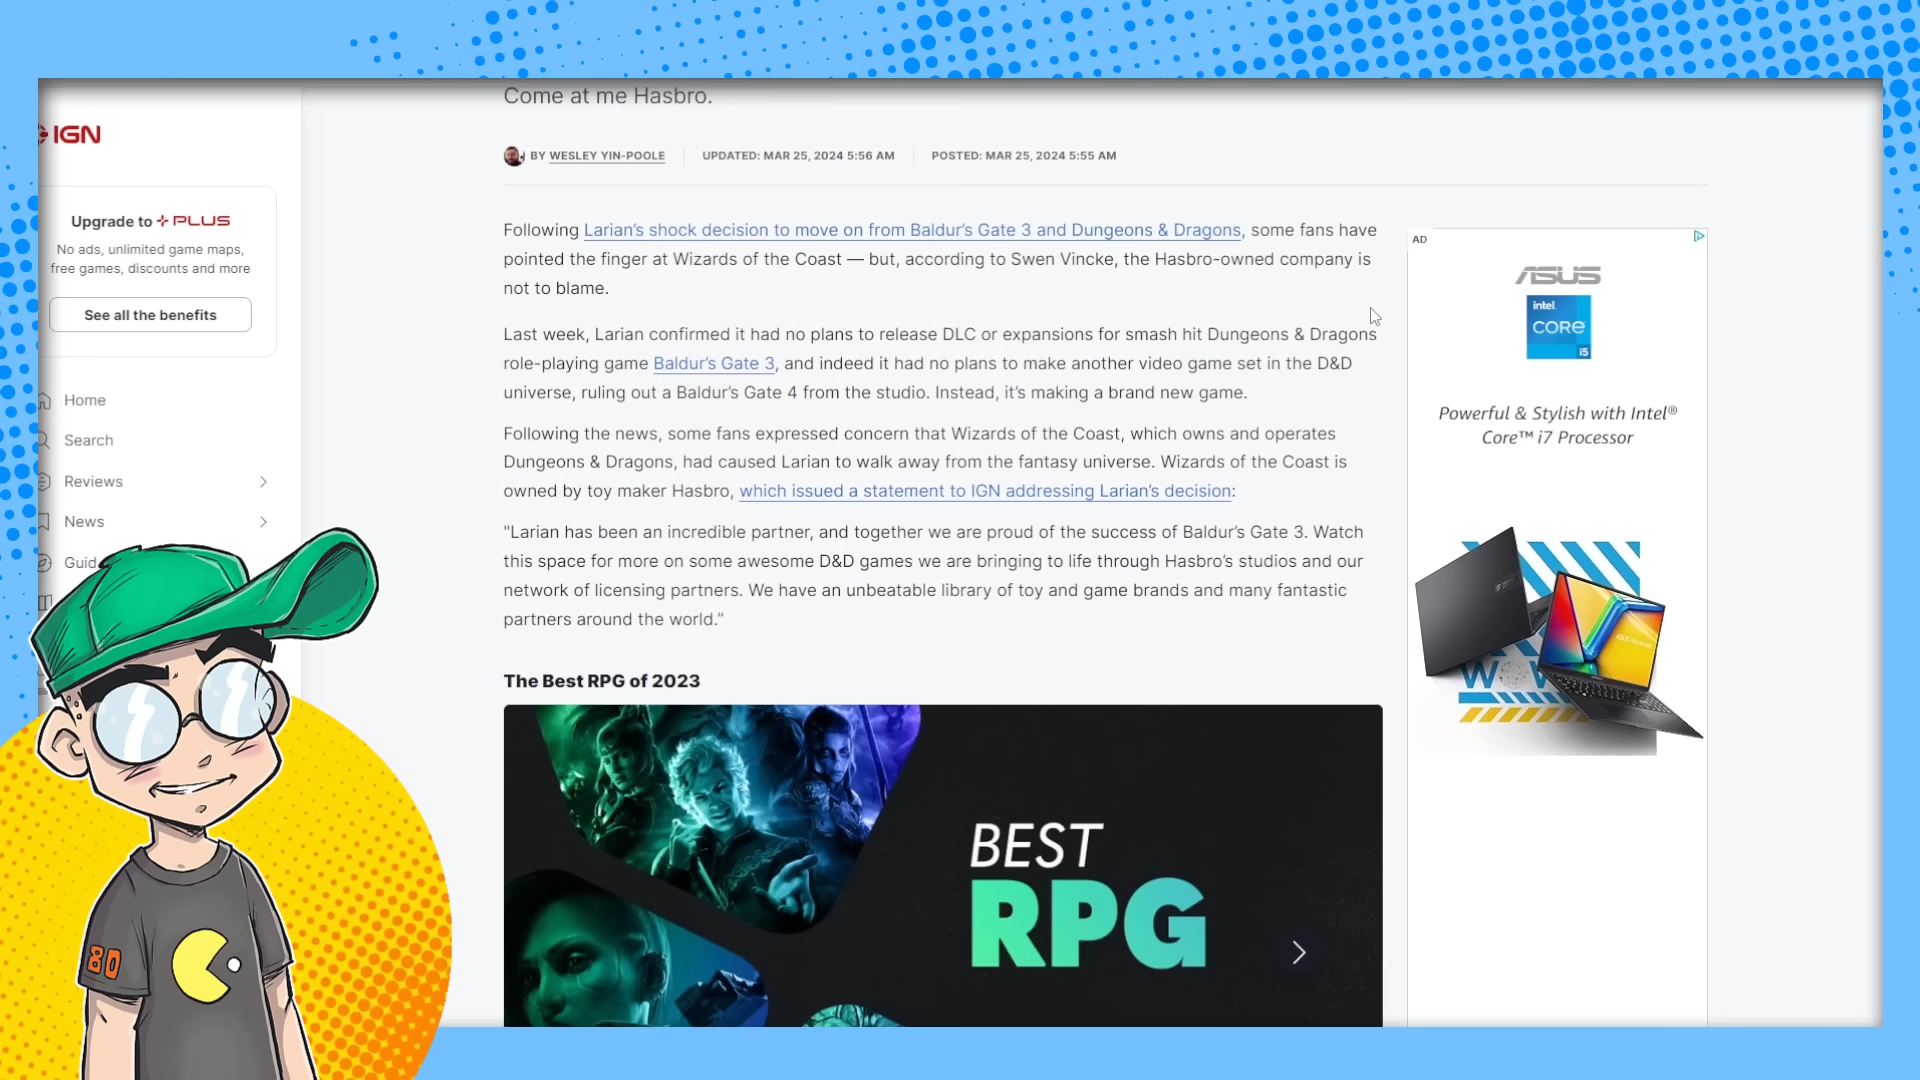 Come at me Hasbro.
IGN
BY WESLEY YIN-POOLE
UPDATED: MAR 25, 2024 5:56 AM
POSTED: MAR 25, 2024 5:55 AM
Upgrade to PLUS
No ads, unlimited game maps,
free games, discounts and more
See all the benefits
Home
Search
Reviews
News
Guid
Following Larian’s shock decision to move on from Baldur’s Gate 3 and Dungeons & Dragons, some fans have
pointed the finger at Wizards of the Coast — but, according to Swen Vincke, the Hasbro-owned company is
not to blame.
Last week, Larian confirmed it had no plans to release DLC or expansions for smash hit Dungeons & Dragons
role-playing game Baldur’s Gate 3, and indeed it had no plans to make another video game set in the D&D
universe, ruling out a Baldur’s Gate 4 from the studio. Instead, it’s making a brand new game.
Following the news, some fans expressed concern that Wizards of the Coast, which owns and operates
Dungeons & Dragons, had caused Larian to walk away from the fantasy universe. Wizards of the Coast is
owned by toy maker Hasbro, which issued a statement to IGN addressing Larian’s decision:
"Larian has been an incredible partner, and together we are proud of the success of Baldur’s Gate 3. Watch
this space for more on some awesome D&D games we are bringing to life through Hasbro’s studios and our
network of licensing partners. We have an unbeatable library of toy and game brands and many fantastic
partners around the world.”
The Best RPG of 2023
BEST
RPG
AD
ASUS
intel
CORE
i5
Powerful & Stylish with Intel®
Core™ i7 Processor
80